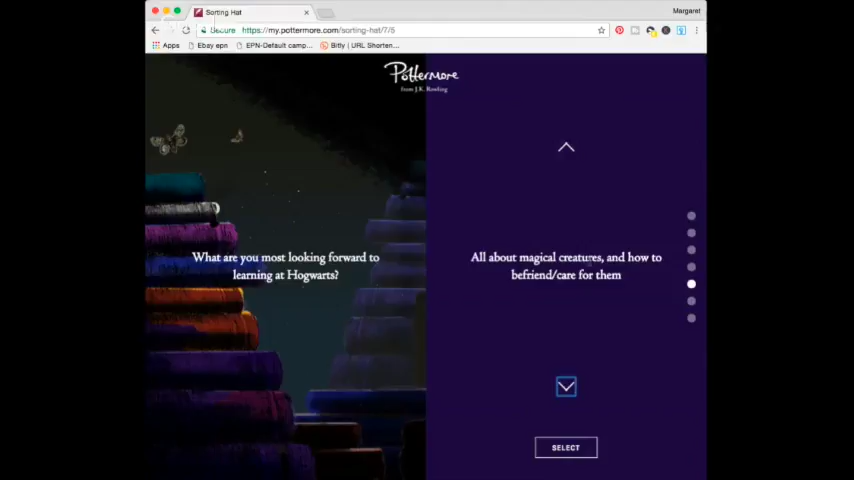 Sorting Hat
Margaret
Secure https://my.pottermore.com/sorting-hat/7/5
Apps Ebay epn EPN-Default camp... Bitly | URL Shorten...
Pottermore
from J.K. Rowling
What are you most looking forward to
learning at Hogwarts?
All about magical creatures, and how to
befriend/care for them
SELECT